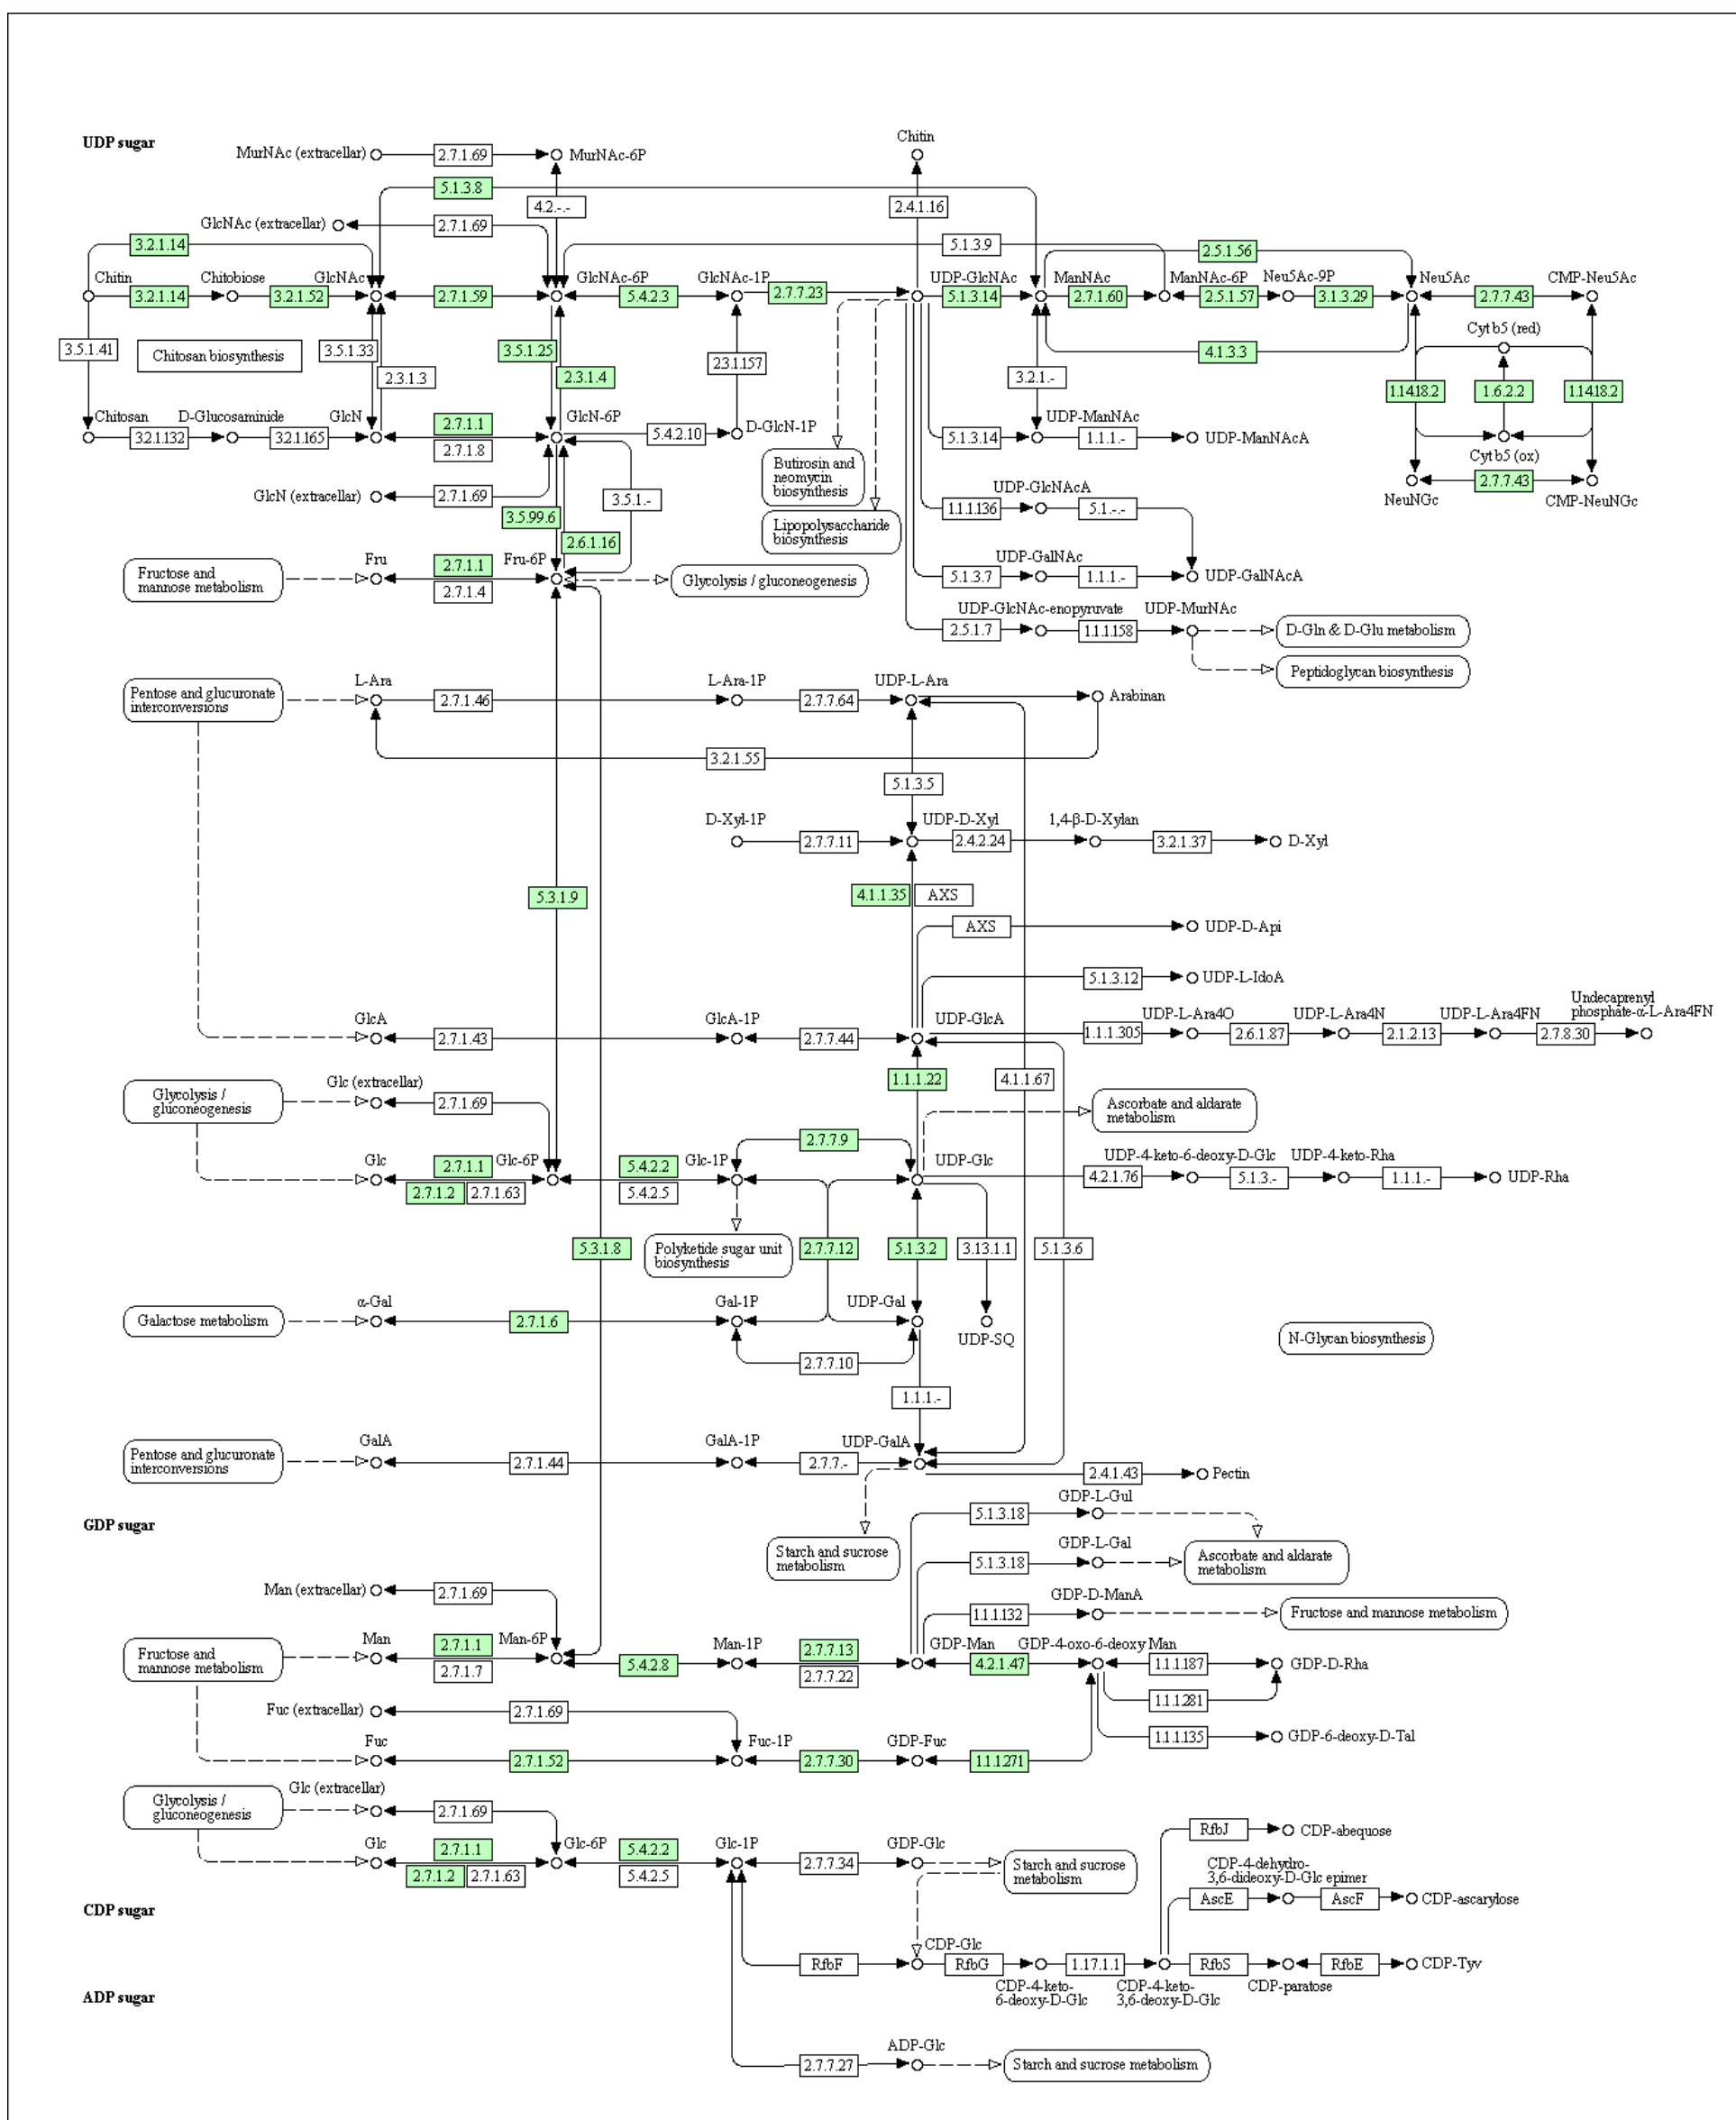 UDP sugar
MurNAc (extracellar)
2.7.1.69
MurNAc-6P
Chitin
5.1.3.8
4.2.-.-
2.4.1.16
GlcNAc (extracellar)
2.7.1.69
3.2.1.14
5.1.3.9
2.5.1.56
Chitin
Chitobiose
GlcNAc
GlcNAc-6P
GlcNAc-1P
UDP-GlcNAc
ManNAc
ManNAc-6P
Neu5Ac-9P
Neu5Ac
CMP-Neu5Ac
3.2.1.14
3.2.1.52
2.7.1.59
5.4.2.3
2.7.7.23
5.1.3.14
2.7.1.60
2.5.1.57
3.1.3.29
2.7.7.43
Cyt b5 (red)
3.5.1.41
Chitosan biosynthesis
3.5.1.33
3.5.1.25
2.3.1.157
4.1.3.3
2.3.1.3
2.3.1.4
3.2.1.-
1.14.18.2
1.6.2.2
1.14.18.2
Chitosan
D-Glucosaminide
GlcN
GlcN-6P
D-GlcN-1P
UDP-ManNAc
3.2.1.132
3.2.1.165
2.7.1.1
2.7.1.8
5.4.2.10
5.1.3.14
1.1.1.-
UDP-ManNAcA
Cyt b5 (ox)
2.7.7.43
NeuNGc
CMP-NeuNGc
Butirosin and
neomycin
biosynthesis
GlcN (extracellar)
2.7.1.69
3.5.1.-
UDP-GlcNAcA
1.1.1.136
5.1.-.-
3.5.99.6
Lipopolysaccharide
biosynthesis
2.6.1.16
Fru
Fru-6P
UDP-GalNAc
Fructose and
mannose metabolism
2.7.1.1
2.7.1.4
Glycolysis / gluconeogenesis
5.1.3.7
1.1.1.-
UDP-GalNAcA
UDP-GlcNAc-enopyruvate
UDP-MurNAc
2.5.1.7
1.1.1.158
D-Gln & D-Glu metabolism
Peptidoglycan biosynthesis
Pentose and glucuronate
interconversions
L-Ara
2.7.1.46
L-Ara-1P
2.7.7.64
UDP-L-Ara
Arabinan
3.2.1.55
5.1.3.5
D-Xyl-1P
2.7.7.11
UDP-D-Xyl
2.4.2.24
1,4-β-D-Xylan
3.2.1.37
D-Xyl
5.3.1.9
4.1.1.35
AXS
AXS
UDP-D-Api
5.1.3.12
UDP-L-IdoA
GlcA
2.7.1.43
GlcA-1P
2.7.7.44
UDP-GlcA
1.1.1.305
UDP-L-Ara4O
2.6.1.87
UDP-L-Ara4N
2.1.2.13
UDP-L-Ara4FN
2.7.8.30
Undecaprenyl
phosphate-α-L-Ara4FN
1.1.1.22
4.1.1.67
Glycolysis /
gluconeogenesis
Glc (extracellar)
2.7.1.69
Ascorbate and aldarate
metabolism
2.7.7.9
Glc
2.7.1.1
2.7.1.2
2.7.1.63
Glc-6P
5.4.2.2
5.4.2.5
Glc-1P
UDP-Glc
4.2.1.76
UDP-4-keto-6-deoxy-D-Glc
5.1.3.-
UDP-4-keto-Rha
1.1.1.-
UDP-Rha
5.3.1.8
Polyketide sugar unit
biosynthesis
2.7.7.12
5.1.3.2
3.13.1.1
5.1.3.6
Galactose metabolism
α-Gal
2.7.1.6
Gal-1P
UDP-Gal
UDP-SQ
N-Glycan biosynthesis
2.7.7.10
1.1.1.-
Pentose and glucuronate
interconversions
GalA
2.7.1.44
GalA-1P
2.7.7.-
UDP-GalA
2.4.1.43
Pectin
GDP sugar
Starch and sucrose
metabolism
5.1.3.18
GDP-L-Gul
5.1.3.18
GDP-L-Gal
Ascorbate and aldarate
metabolism
Man (extracellar)
2.7.1.69
1.1.1.132
GDP-D-ManA
Fructose and mannose metabolism
Fructose and
mannose metabolism
Man
2.7.1.1
2.7.1.7
Man-6P
5.4.2.8
Man-1P
2.7.7.13
2.7.7.22
GDP-Man
4.2.1.47
GDP-4-oxo-6-deoxy Man
1.1.1.187
GDP-D-Rha
1.1.1281
Fuc (extracellar)
2.7.1.69
1.1.1.135
GDP-6-deoxy-D-Tal
Fuc
2.7.1.52
Fuc-1P
2.7.7.30
GDP-Fuc
1.1.1271
Glycolysis /
gluconeogenesis
Glc (extracellar)
2.7.1.69
Glc
2.7.1.1
2.7.1.2
2.7.1.63
Glc-6P
5.4.2.2
5.4.2.5
Glc-1P
2.7.7.34
GDP-Glc
Starch and sucrose
metabolism
RfbJ
CDP-abequose
CDP-4-dehydro-
3,6-dideoxy-D-Glc epimer
AscE
AscF
CDP-ascarylose
CDP sugar
RfbF
CDP-Glc
RfbG
CDP-4-keto-
6-deoxy-D-Glc
1.17.1.1
CDP-4-keto-
3,6-deoxy-D-Glc
RfbS
CDP-paratose
RfbE
CDP-Tyv
ADP sugar
2.7.7.27
ADP-Glc
Starch and sucrose metabolism